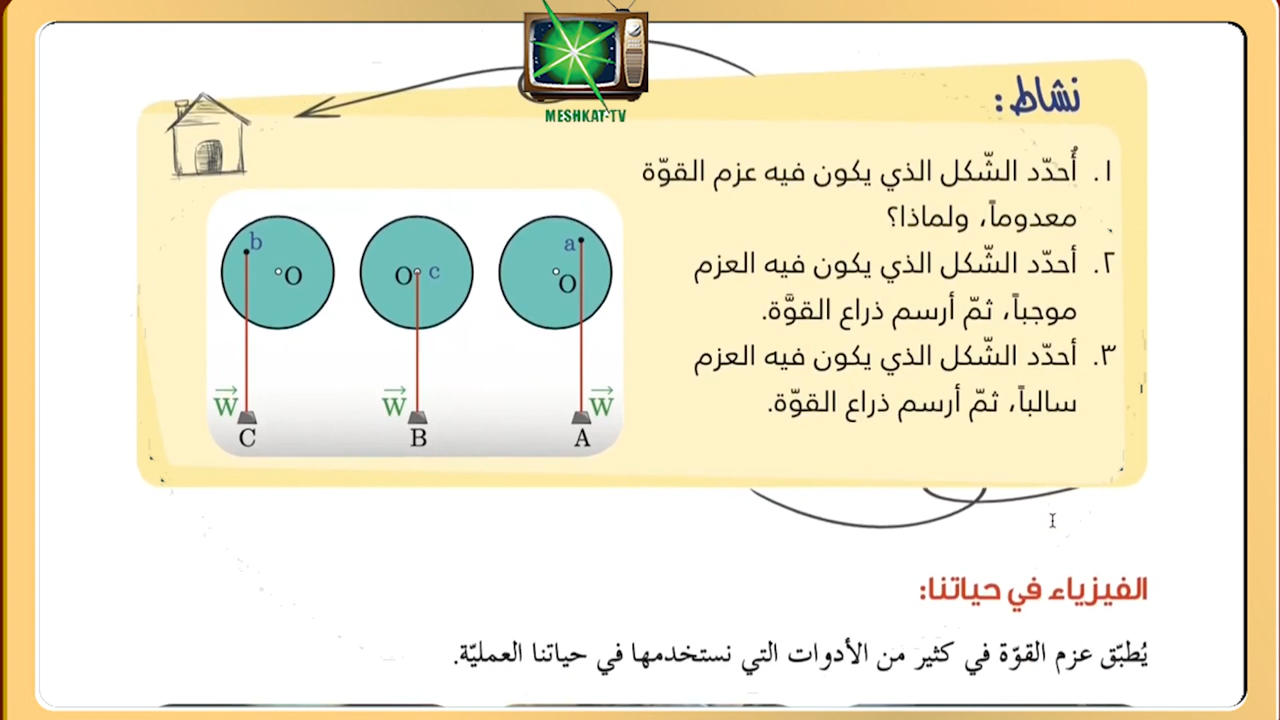 MESHKAT-TV
نشاط:
١. أُحدّد الشّكل الذي يكون فيه عزم القوّة
معدوماً، ولماذا؟
٢. أحدّد الشّكل الذي يكون فيه العزم
موجباً، ثمّ أرسم ذراع القوَّة.
٣. أحدّد الشّكل الذي يكون فيه العزم
سالباً، ثمّ أرسم ذراع القوّة.
b O
O c
a O
W W W
C B A
الفيزياء في حياتنا:
يُطبّق عزم القوّة في كثير من الأدوات التي نستخدمها في حياتنا العمليّة.